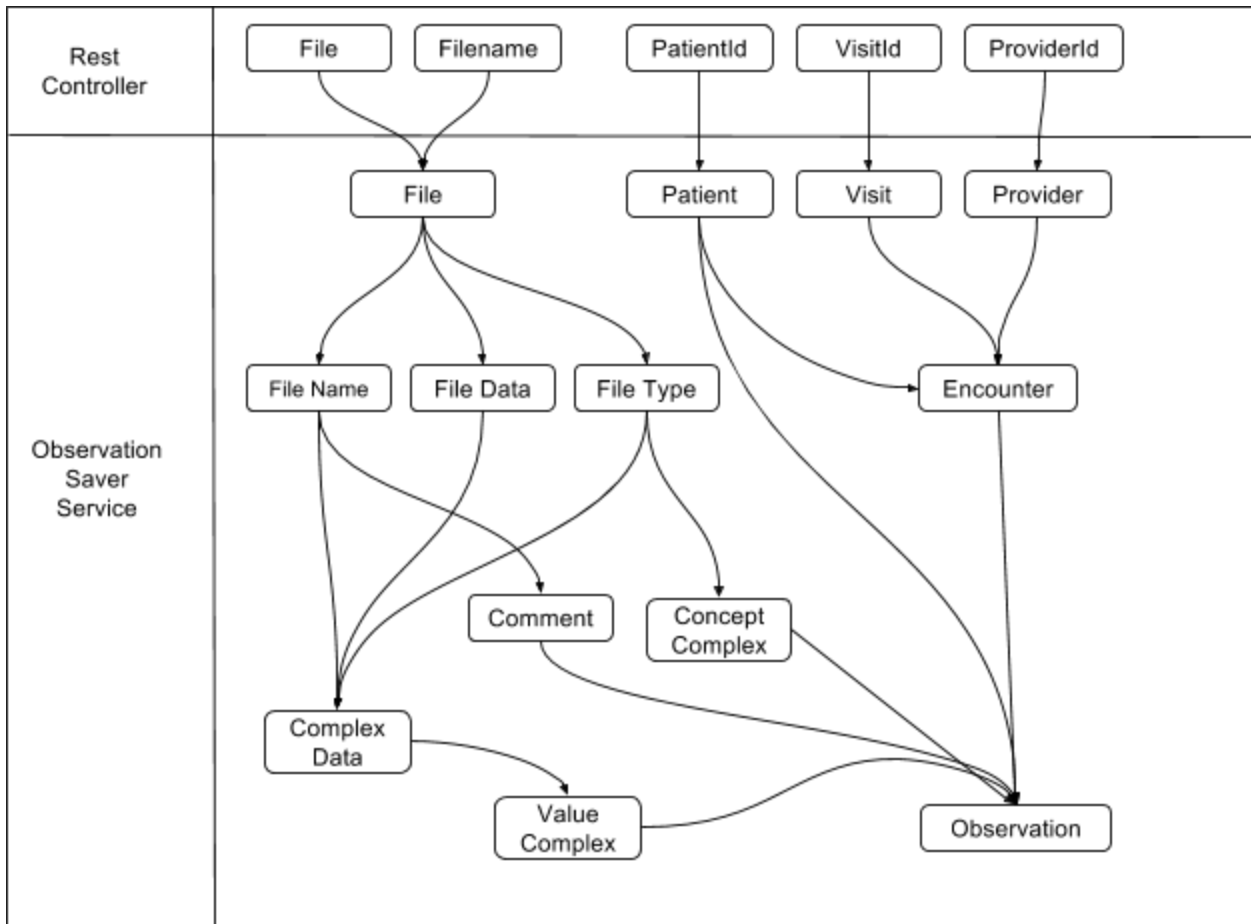 Rest
Controller
File
Filename
PatientId
VisitId
ProviderId
Observation
Saver
Service
File
Patient
Visit
Provider
File Name
File Data
File Type
Encounter
Comment
Concept
Complex
Complex
Data
Value
Complex
Observation